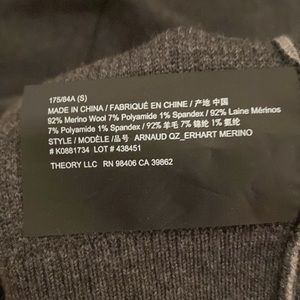 175/84A (S)
MADE IN CHINA / FABRIQUÉ EN CHINE / 产地 中国
92% Merino Wool 7% Polyamide 1% Spandex / 92% Laine Mérinos
7% Polyamide 1% Spandex / 92% 羊毛 7% 锦纶 1% 氨纶
STYLE / MODÈLE / 品号 ARNAUD QZ_ERHART MERINO
# K0881734 LOT # 438451
THEORY LLC RN 98406 CA 39862